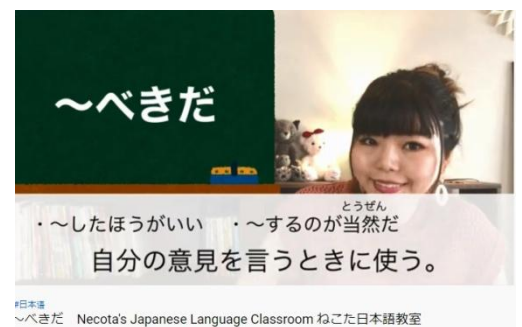 ～べきだ
とうぜん
・～したほうがいい　・～するのが当然だ
自分の意見を言うときに使う。
#日本语
～べきだ　Necota's Japanese Language Classroom ねこた日本語教室